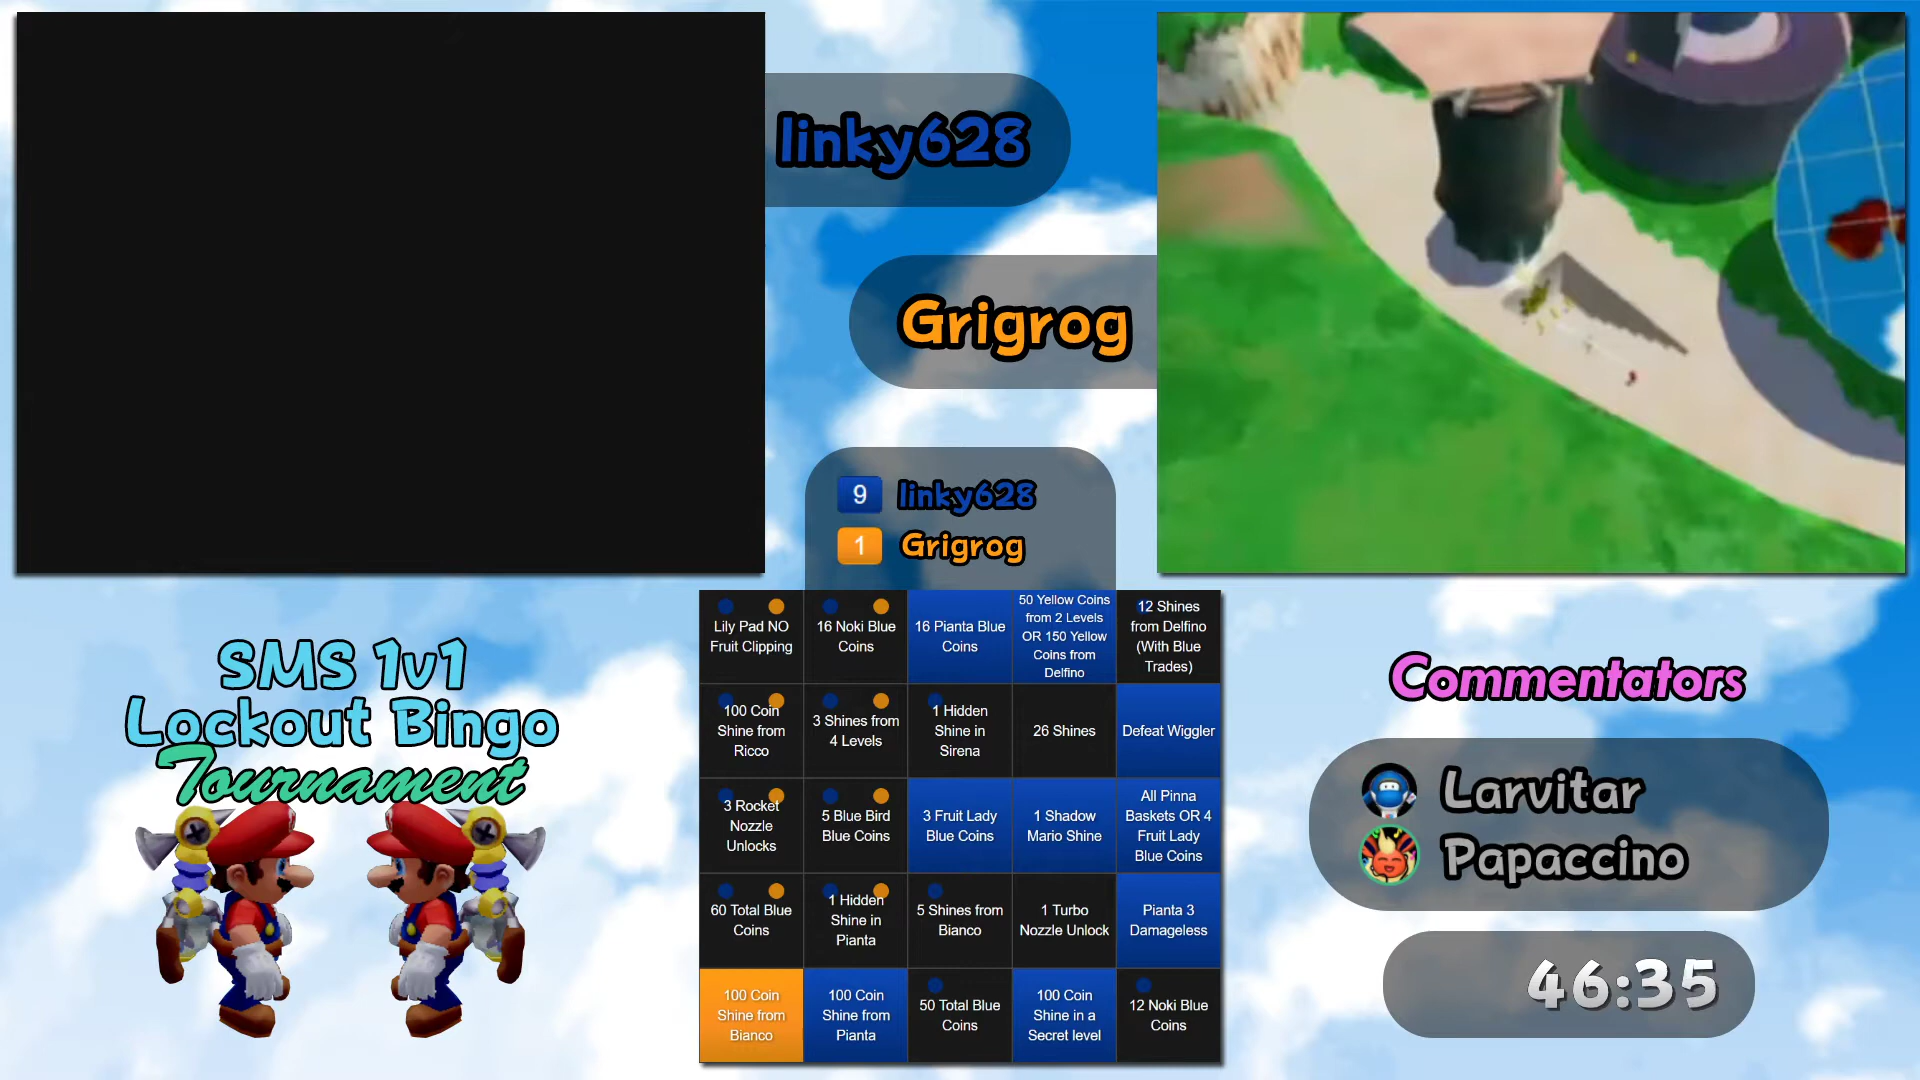 linky628
Grigrog
9 linky628
1 Grigrog
SMS 1v1
Lockout Bingo
Tournament
Lily Pad NO
Fruit Clipping
16 Noki Blue
Coins
16 Pianta Blue
Coins
50 Yellow Coins
from 2 Levels
OR 150 Yellow
Coins from
Delfino
12 Shines
from Delfino
(With Blue
Trades)
100 Coin
Shine from
Ricco
3 Shines from
4 Levels
1 Hidden
Shine in
Sirena
26 Shines
Defeat Wiggler
3 Rocket
Nozzle
Unlocks
5 Blue Bird
Blue Coins
3 Fruit Lady
Blue Coins
1 Shadow
Mario Shine
All Pinna
Baskets OR 4
Fruit Lady
Blue Coins
60 Total Blue
Coins
1 Hidden
Shine in
Pianta
5 Shines from
Bianco
1 Turbo
Nozzle Unlock
Pianta 3
Damageless
100 Coin
Shine from
Bianco
100 Coin
Shine from
Pianta
50 Total Blue
Coins
100 Coin
Shine in a
Secret level
12 Noki Blue
Coins
Commentators
Larvitar
Papaccino
46:35